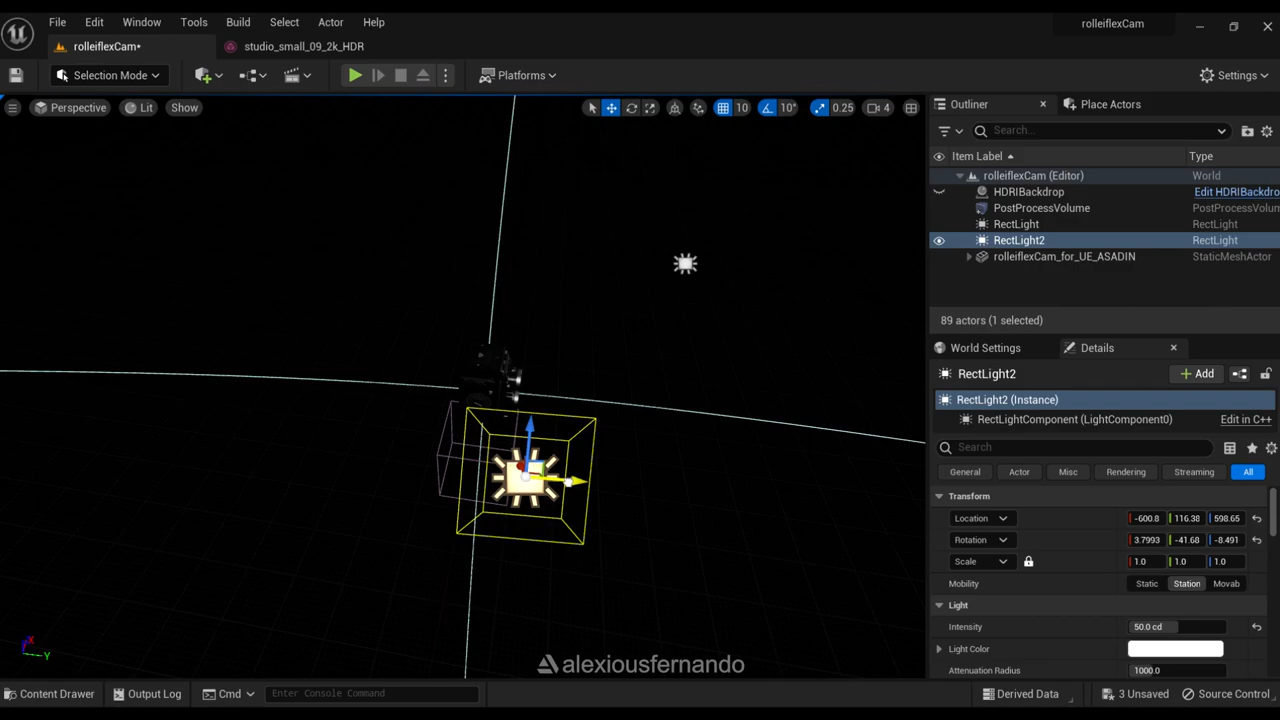 File Edit Window Tools Build Select Actor Help
rolleiflexCam
rolleiflexCam•
studio_small_09_2k_HDR
Selection Mode
Platforms
Settings
Perspective
Lit
Show
10
10°
0.25
4
Outliner
Place Actors
Search...
Item Label
Type
rolleiflexCam (Editor)
World
HDRIBackdrop
Edit HDRIBackdro
PostProcessVolume
PostProcessVolum
RectLight
RectLight
RectLight2
RectLight
rolleiflexCam_for_UE_ASADIN
StaticMeshActor
89 actors (1 selected)
World Settings
Details
RectLight2
+ Add
RectLight2 (Instance)
RectLightComponent (LightComponent0)
Edit in C++
Search
General Actor Misc Rendering Streaming All
Transform
Location
-600.8 116.38 598.65
Rotation
3.7993 -41.68 -8.491
Scale
1.0 1.0 1.0
Mobility
Static Station Movab
Light
Intensity
50.0 cd
Light Color
Attenuation Radius
1000.0
X
Y
alexiousfernando
Content Drawer
Output Log
Cmd
Enter Console Command
Derived Data
3 Unsaved
Source Control